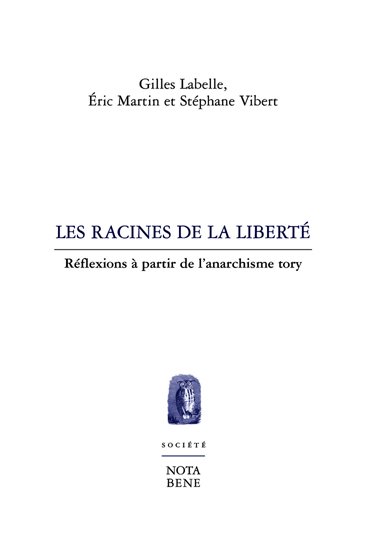 Gilles Labelle,
Éric Martin et Stéphane Vibert
LES RACINES DE LA LIBERTÉ
Réflexions à partir de l’anarchisme tory
SOCIÉTÉ
NOTA
BENE